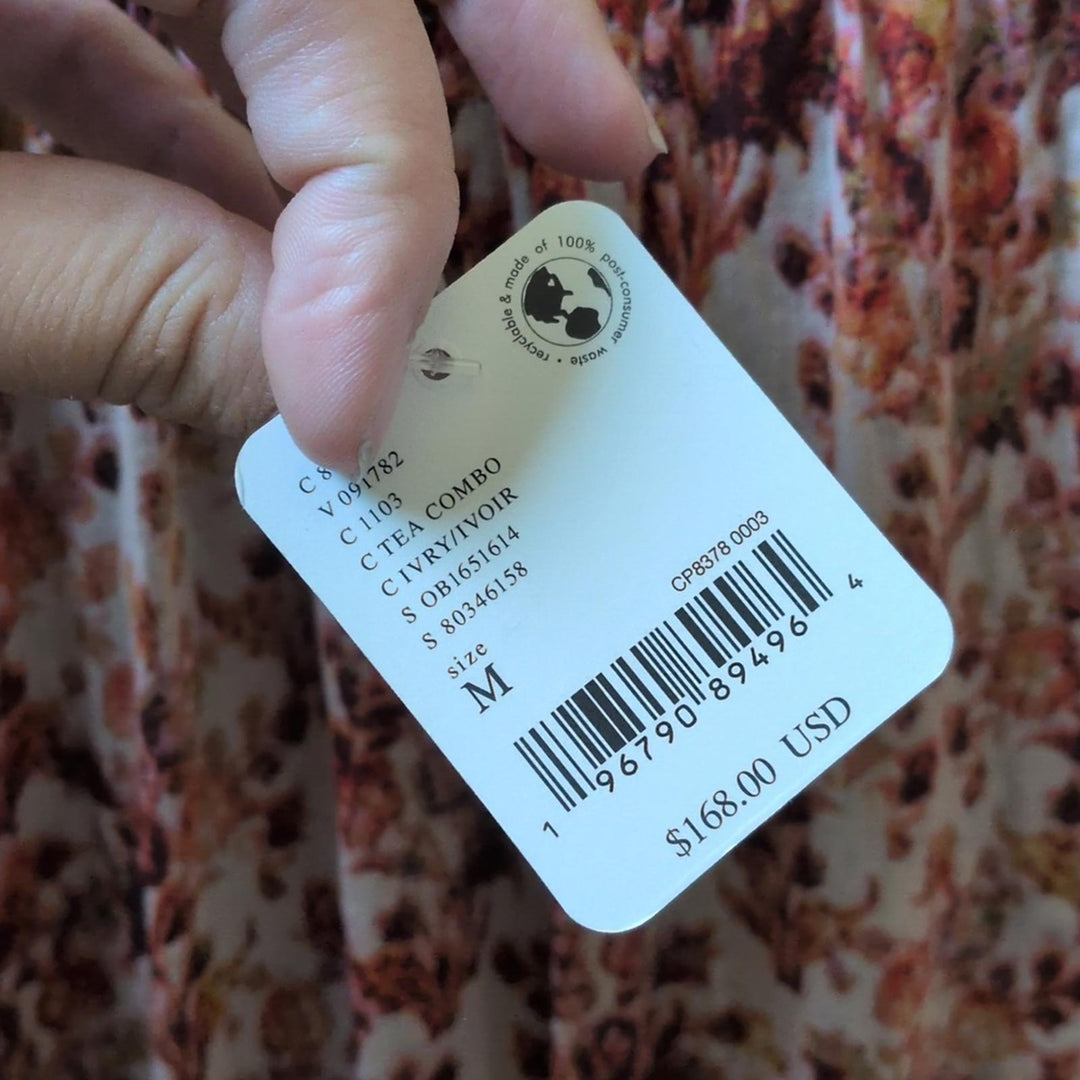 recyclable & made of 100% post-consumer waste •
C 8
V 091782
C 1103
C TEA COMBO
C IVRY/IVOIR
S OB1651614
S 80346158
size
M
CP8378 0003
1 96790 89496 4
$168.00 USD